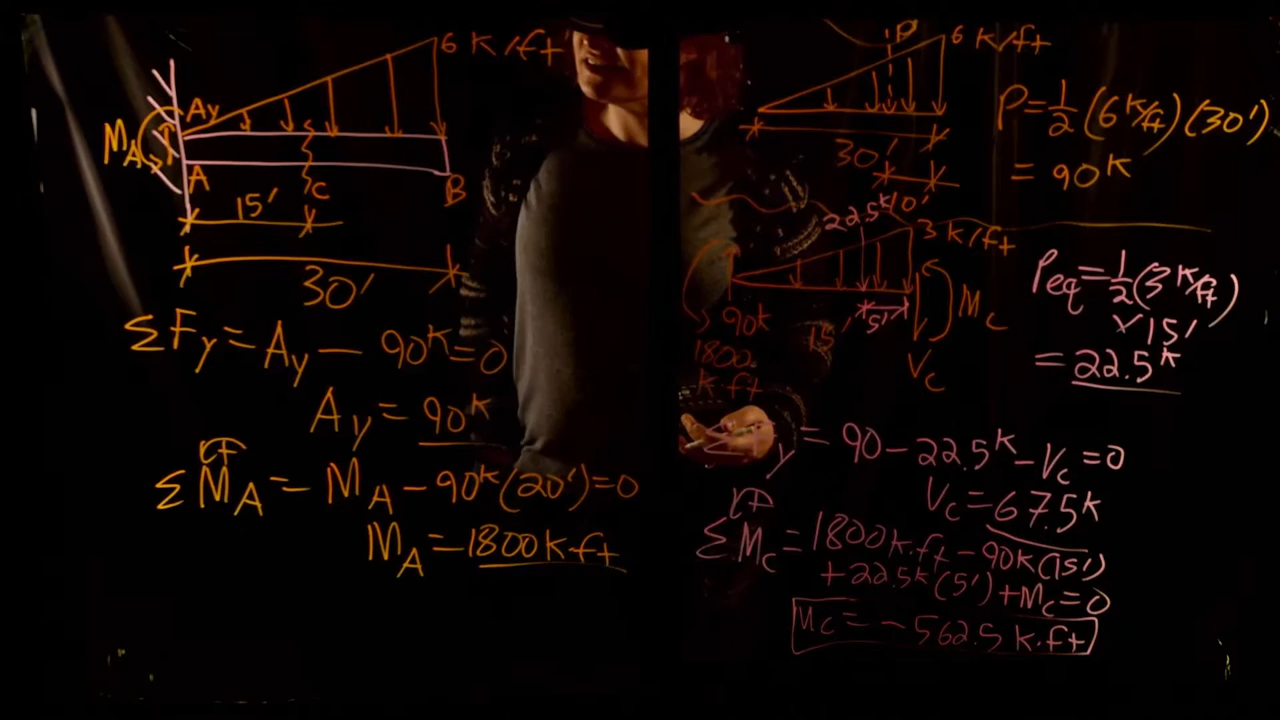 6 K/ft
Ay
MA
A
C
B
15'
30'
ΣFy = Ay - 90K = 0
Ay = 90K
ΣMA = MA - 90K(20') = 0
MA = 1800 K·ft
P
6 K/ft
30'
10'
P = 1/2 (6 K/ft)(30')
= 90K
22.5K
3 K/ft
90K
1800
K·ft
15'
5'
Mc
Vc
Peq = 1/2 (3 K/ft)
×15'
= 22.5K
y = 90 - 22.5K - Vc = 0
Vc = 67.5K
ΣMc = 1800 K·ft - 90K(15')
+ 22.5K(5') + Mc = 0
Mc = -562.5 K·ft